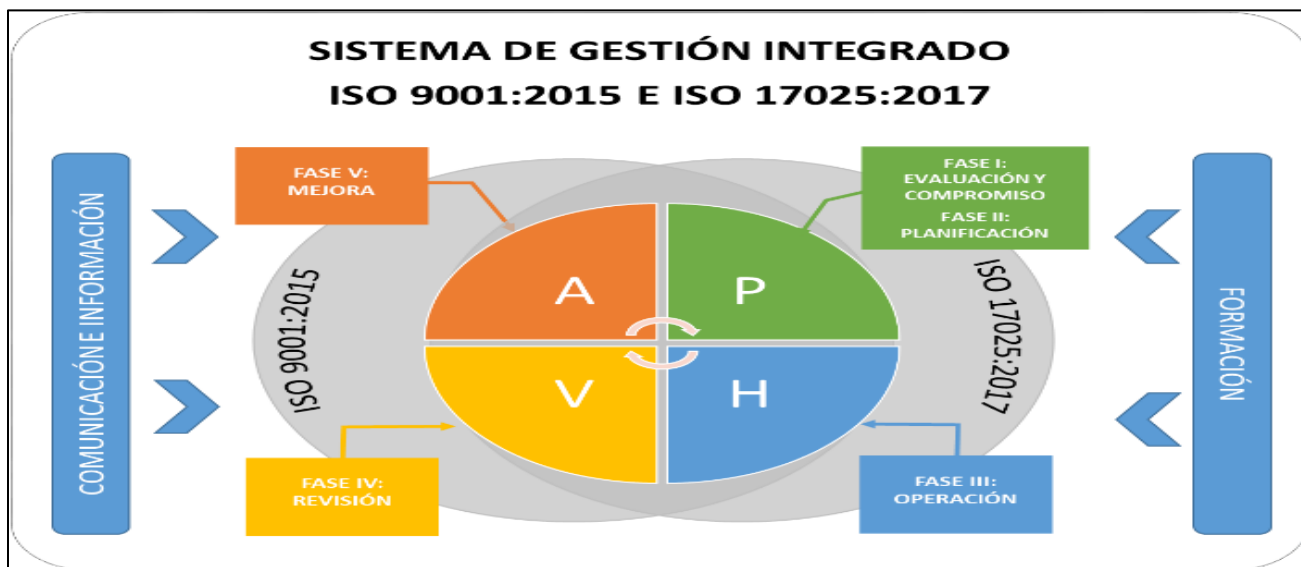 SISTEMA DE GESTIÓN INTEGRADO
ISO 9001:2015 E ISO 17025:2017
COMUNICACIÓN E INFORMACIÓN
FASE V:
MEJORA
FASE I:
EVALUACIÓN Y
COMPROMISO
FASE II:
PLANIFICACIÓN
ISO 9001:2015
A
P
V
H
ISO 17025:2017
FORMACIÓN
FASE IV:
REVISIÓN
FASE III:
OPERACIÓN